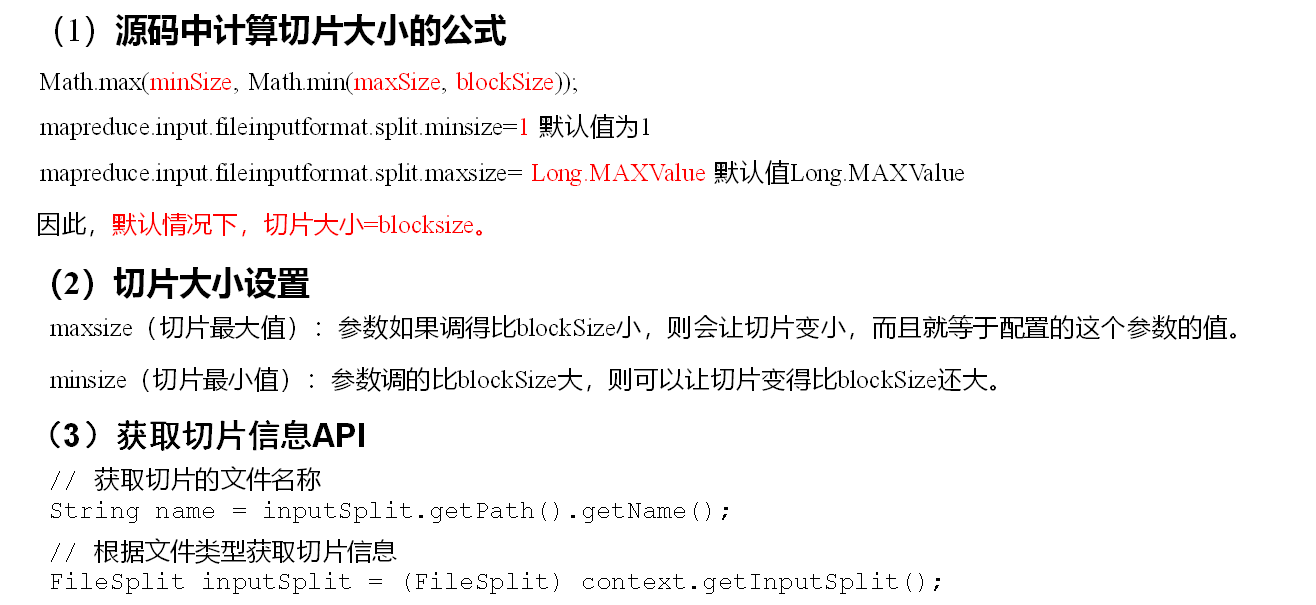 （1）源码中计算切片大小的公式
Math.max(minSize, Math.min(maxSize, blockSize));
mapreduce.input.fileinputformat.split.minsize=1 默认值为1
mapreduce.input.fileinputformat.split.maxsize= Long.MAXValue 默认值Long.MAXValue
因此，默认情况下，切片大小=blocksize。
（2）切片大小设置
maxsize（切片最大值）：参数如果调得比blockSize小，则会让切片变小，而且就等于配置的这个参数的值。
minsize（切片最小值）：参数调的比blockSize大，则可以让切片变得比blockSize还大。
（3）获取切片信息API
// 获取切片的文件名称
String name = inputSplit.getPath().getName();
// 根据文件类型获取切片信息
FileSplit inputSplit = (FileSplit) context.getInputSplit();